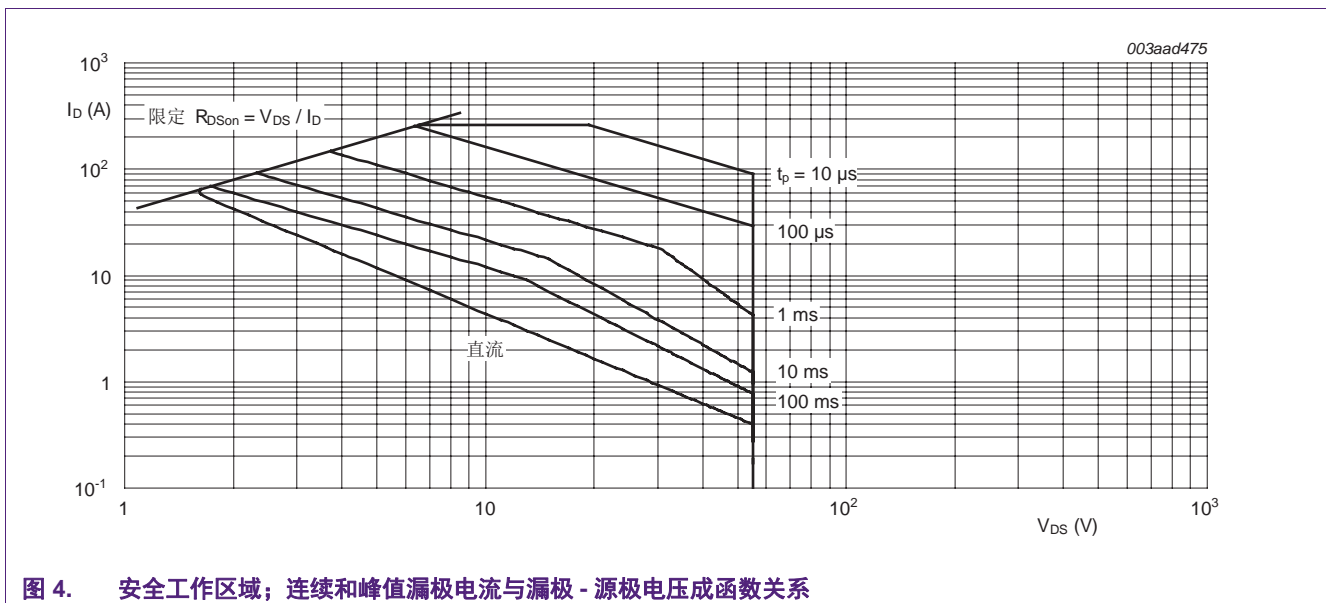 003aad475
10³
I_D (A)
限定 R_DSon = V_DS / I_D
10²
t_p = 10 µs
100 µs
10
1 ms
直流
10 ms
1
100 ms
10⁻¹
1
10
10²
10³
V_DS (V)
图 4. 安全工作区域；连续和峰值漏极电流与漏极 - 源极电压成函数关系